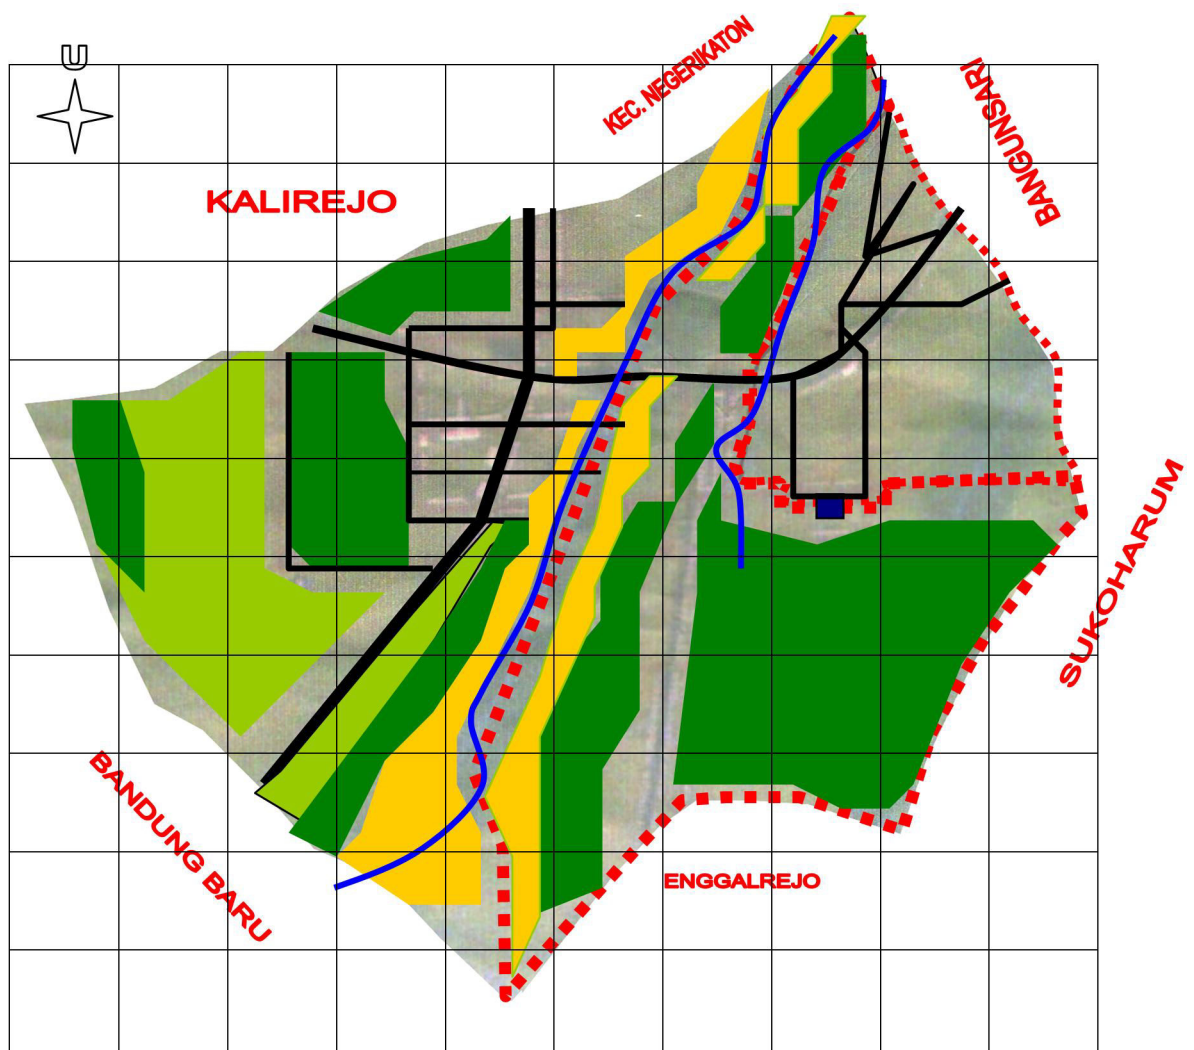 U
KEC. NEGERIKATON
BANGUNSARI
KALIREJO
SUKOHARUM
BANDUNG BARU
ENGGALREJO